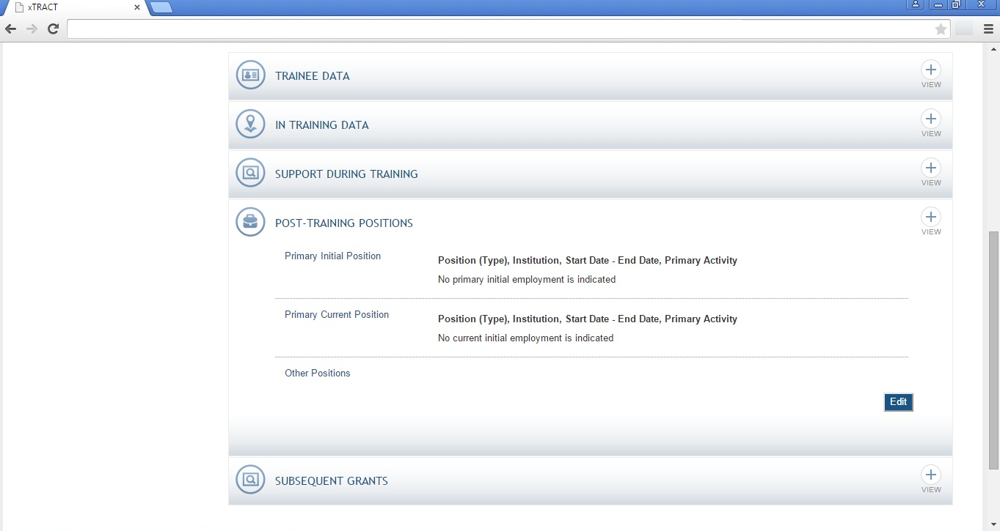 xTRACT
TRAINEE DATA
VIEW
IN TRAINING DATA
VIEW
SUPPORT DURING TRAINING
VIEW
POST-TRAINING POSITIONS
VIEW
Primary Initial Position
Position (Type), Institution, Start Date - End Date, Primary Activity
No primary initial employment is indicated
Primary Current Position
Position (Type), Institution, Start Date - End Date, Primary Activity
No current initial employment is indicated
Other Positions
Edit
SUBSEQUENT GRANTS
VIEW